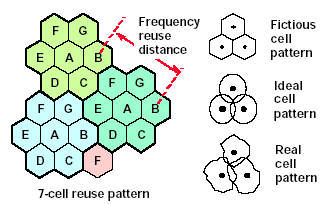 F G
E A B
D C
F G
E A B
D C
F G
E A B
D C
F
Frequency
reuse
distance
7-cell reuse pattern
Fictious
cell
pattern
Ideal
cell
pattern
Real
cell
pattern